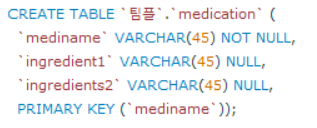 CREATE TABLE `팀플`.`medication` (
`mediname` VARCHAR(45) NOT NULL,
`ingredient1` VARCHAR(45) NULL,
`ingredients2` VARCHAR(45) NULL,
PRIMARY KEY (`mediname`));